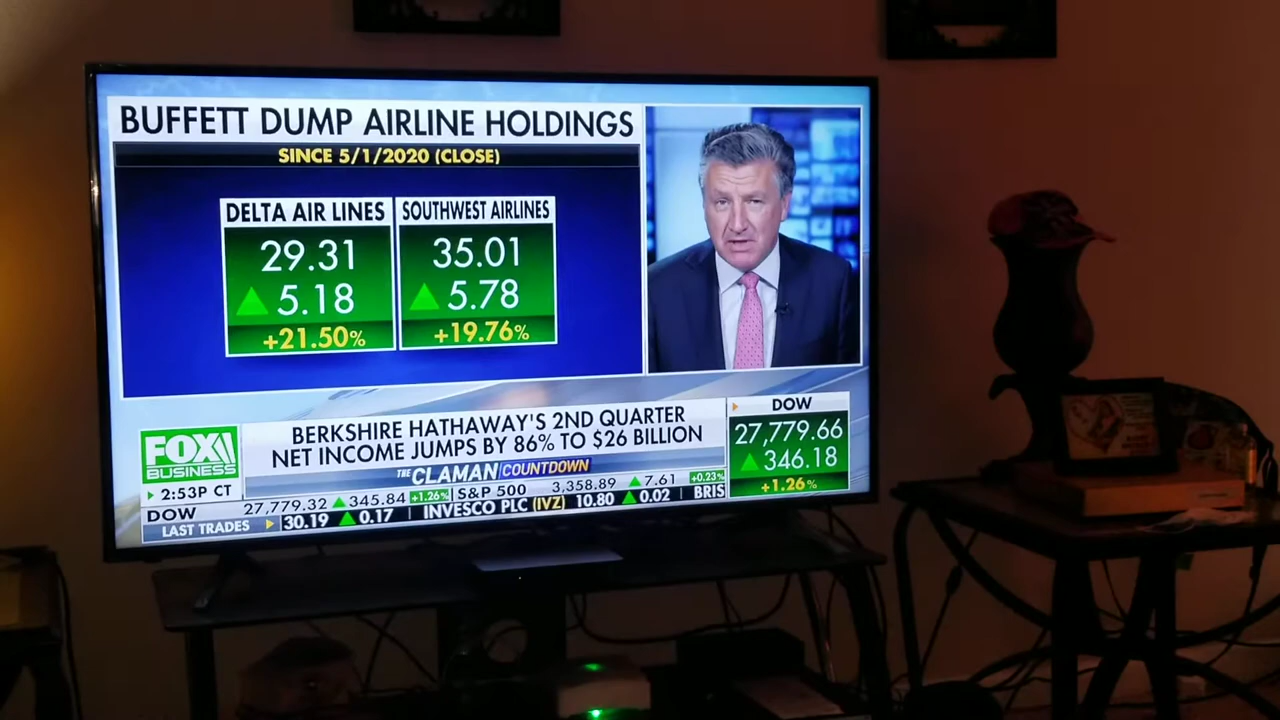 BUFFETT DUMP AIRLINE HOLDINGS
SINCE 5/1/2020 (CLOSE)
DELTA AIR LINES
29.31
5.18
+21.50%
SOUTHWEST AIRLINES
35.01
5.78
+19.76%
BERKSHIRE HATHAWAY'S 2ND QUARTER
NET INCOME JUMPS BY 86% TO $26 BILLION
THE CLAMAN COUNTDOWN
FOX
BUSINESS
2:53P CT
DOW
27,779.66
346.18
+1.26%
DOW 27,779.32 345.84 +1.26% S&P 500 3,358.89 7.61 +0.23%
LAST TRADES 30.19 0.17 INVESCO PLC (IVZ) 10.80 0.02 BRIS